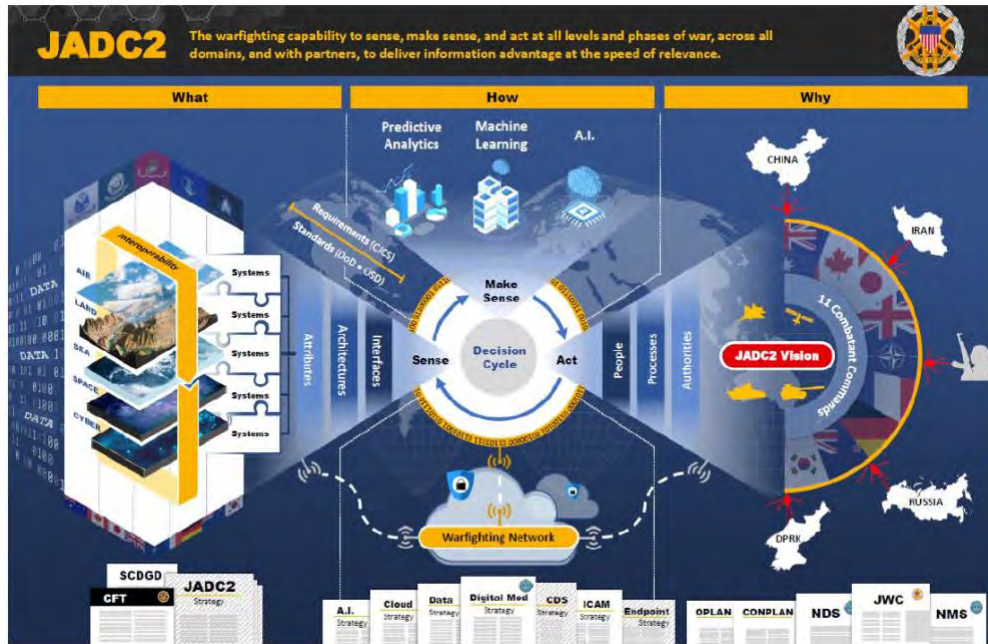 JADC2
The warfighting capability to sense, make sense, and act at all levels and phases of war, across all
domains, and with partners, to deliver information advantage at the speed of relevance.
What
How
Why
Predictive
Analytics
Machine
Learning
A.I.
Requirements (CJCS)
Standards (DoD + OSD)
Interoperability
AIR
LAND
SEA
SPACE
CYBER
Systems
Systems
Systems
Systems
Systems
DATA
DATA
DATA
Attributes
Architectures
Interfaces
Sense
Make
Sense
Act
Decision
Cycle
People
Processes
Authorities
JADC2 Vision
11 Combatant Commands
CHINA
IRAN
RUSSIA
DPRK
Warfighting Network
SCDGD
CFT
JADC2
Strategy
A.I.
Strategy
Cloud
Strategy
Data
Strategy
Digital Mod
Strategy
CDS
Strategy
ICAM
Strategy
Endpoint
Strategy
OPLAN
CONPLAN
NDS
JWC
NMS